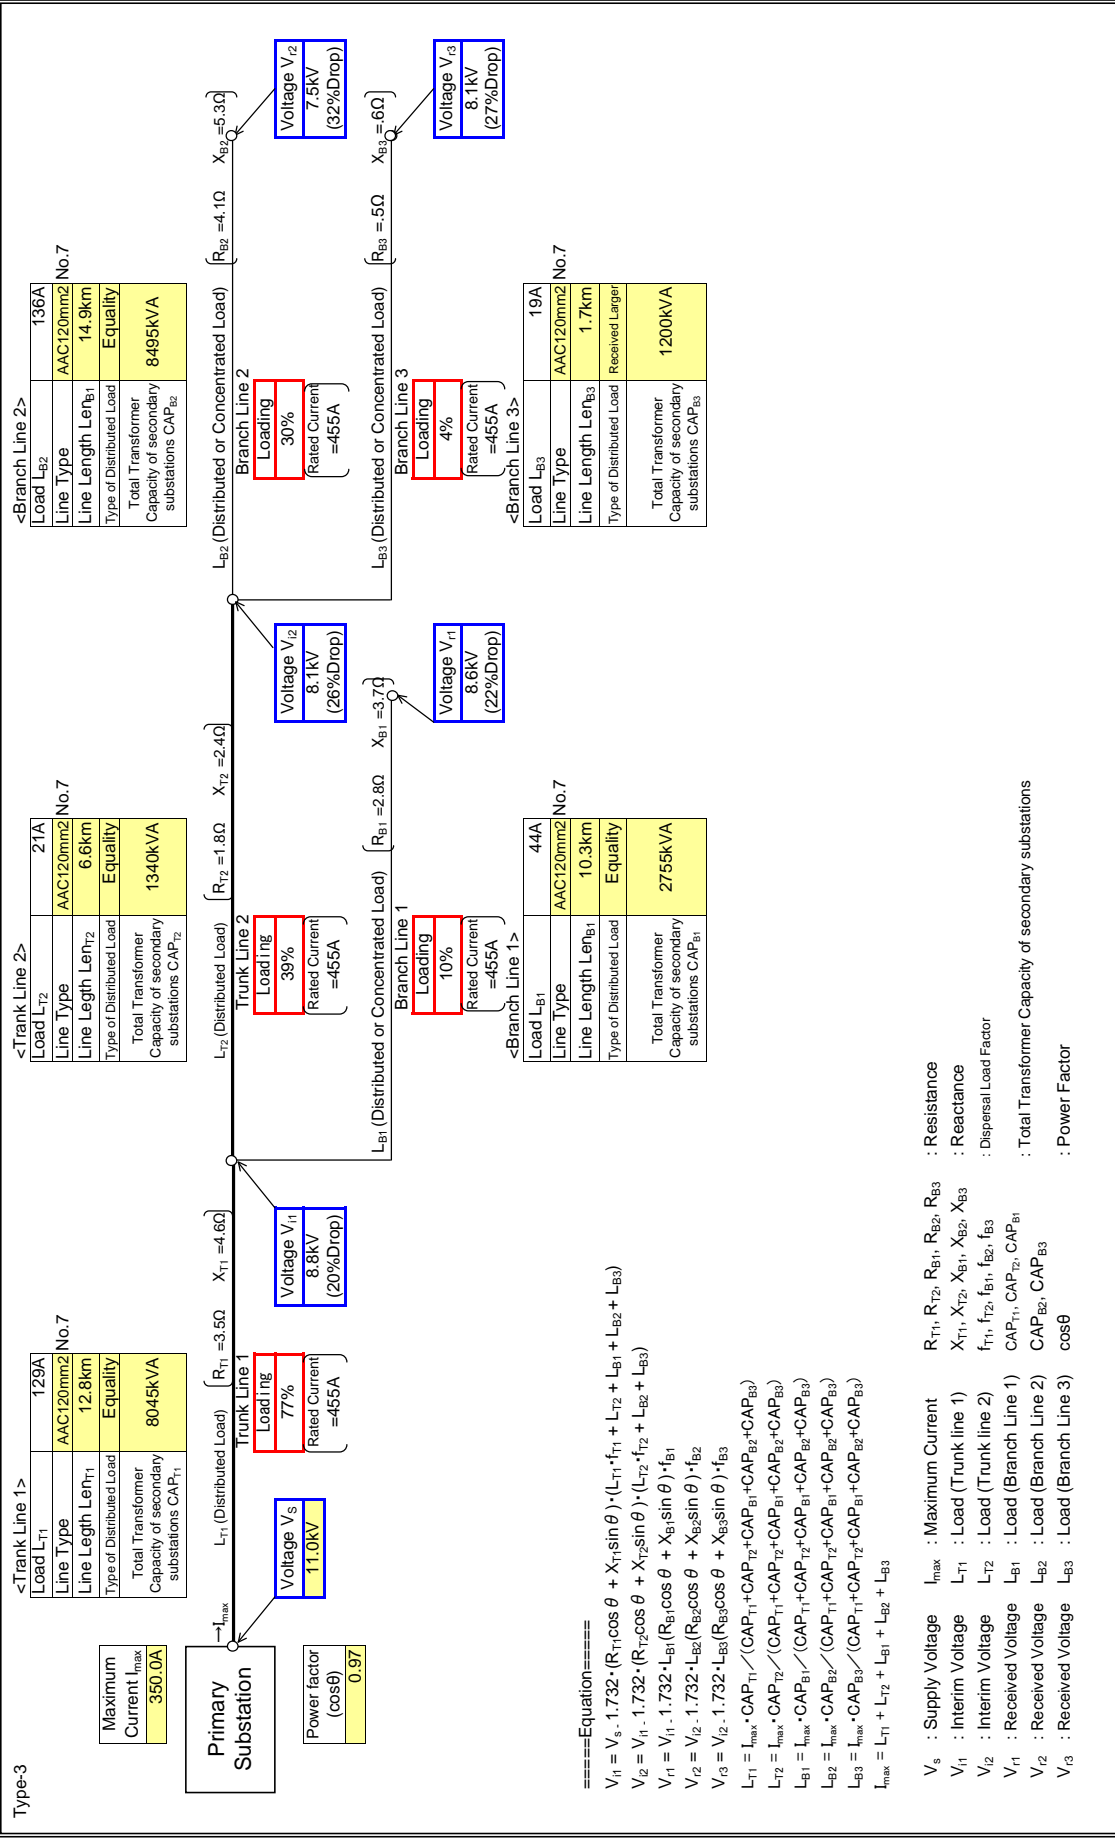 Type-3
Maximum
Current Imax
350.0A
Primary
Substation
Power factor
(cosθ)
0.97
→Imax
Voltage VS
11.0kV
<Trank Line 1>
Load LT1 129A
Line Type AAC120mm2 No.7
Line Legth LenT1 12.8km
Type of Distributed Load Equality
Total Transformer
Capacity of secondary
substations CAPT1
8045kVA
LT1 (Distributed Load)
RT1 =3.5Ω XT1 =4.6Ω
Trunk Line 1
Loading
77%
Rated Current
=455A
Voltage Vi1
8.8kV
(20%Drop)
<Trank Line 2>
Load LT2 21A
Line Type AAC120mm2 No.7
Line Legth LenT2 6.6km
Type of Distributed Load Equality
Total Transformer
Capacity of secondary
substations CAPT2
1340kVA
LT2 (Distributed Load)
RT2 =1.8Ω XT2 =2.4Ω
Trunk Line 2
Loading
39%
Rated Current
=455A
Voltage Vi2
8.1kV
(26%Drop)
LB1 (Distributed or Concentrated Load)
RB1 =2.8Ω XB1 =3.7Ω
Branch Line 1
Loading
10%
Rated Current
=455A
Voltage Vr1
8.6kV
(22%Drop)
<Branch Line 1>
Load LB1 44A
Line Type AAC120mm2 No.7
Line Length LenB1 10.3km
Type of Distributed Load Equality
Total Transformer
Capacity of secondary
substations CAPB1
2755kVA
<Branch Line 2>
Load LB2 136A
Line Type AAC120mm2 No.7
Line Length LenB1 14.9km
Type of Distributed Load Equality
Total Transformer
Capacity of secondary
substations CAPB2
8495kVA
LB2 (Distributed or Concentrated Load)
RB2 =4.1Ω XB2 =5.3Ω
Branch Line 2
Loading
30%
Rated Current
=455A
Voltage Vr2
7.5kV
(32%Drop)
LB3 (Distributed or Concentrated Load)
RB3 =.5Ω XB3 =.6Ω
Branch Line 3
Loading
4%
Rated Current
=455A
Voltage Vr3
8.1kV
(27%Drop)
<Branch Line 3>
Load LB3 19A
Line Type AAC120mm2 No.7
Line Length LenB3 1.7km
Type of Distributed Load Received Larger
Total Transformer
Capacity of secondary
substations CAPB3
1200kVA
=====Equation=====
Vi1 = Vs - 1.732・(RT1cosθ + XT1sinθ)・(LT1・fT1 + LT2 + LB1 + LB2 + LB3)
Vi2 = Vi1 - 1.732・(RT2cosθ + XT2sinθ)・(LT2・fT2 + LB2 + LB3)
Vr1 = Vi1 - 1.732・LB1(RB1cosθ + XB1sinθ)・fB1
Vr2 = Vi2 - 1.732・LB2(RB2cosθ + XB2sinθ)・fB2
Vr3 = Vi2 - 1.732・LB3(RB3cosθ + XB3sinθ)・fB3
LT1 = Imax・CAPT1／(CAPT1+CAPT2+CAPB1+CAPB2+CAPB3)
LT2 = Imax・CAPT2／(CAPT1+CAPT2+CAPB1+CAPB2+CAPB3)
LB1 = Imax・CAPB1／(CAPT1+CAPT2+CAPB1+CAPB2+CAPB3)
LB2 = Imax・CAPB2／(CAPT1+CAPT2+CAPB1+CAPB2+CAPB3)
LB3 = Imax・CAPB3／(CAPT1+CAPT2+CAPB1+CAPB2+CAPB3)
Imax = LT1 + LT2 + LB1 + LB2 + LB3
Vs : Supply Voltage Imax : Maximum Current RT1, RT2, RB1, RB2, RB3 : Resistance
Vi1 : Interim Voltage LT1 : Load (Trunk line 1) XT1, XT2, XB1, XB2, XB3 : Reactance
Vi2 : Interim Voltage LT2 : Load (Trunk line 2) fT1, fT2, fB1, fB2, fB3 : Dispersal Load Factor
Vr1 : Received Voltage LB1 : Load (Branch Line 1) CAPT1, CAPT2, CAPB1
Vr2 : Received Voltage LB2 : Load (Branch Line 2) CAPB2, CAPB3 : Total Transformer Capacity of secondary substations
Vr3 : Received Voltage LB3 : Load (Branch Line 3) cosθ : Power Factor